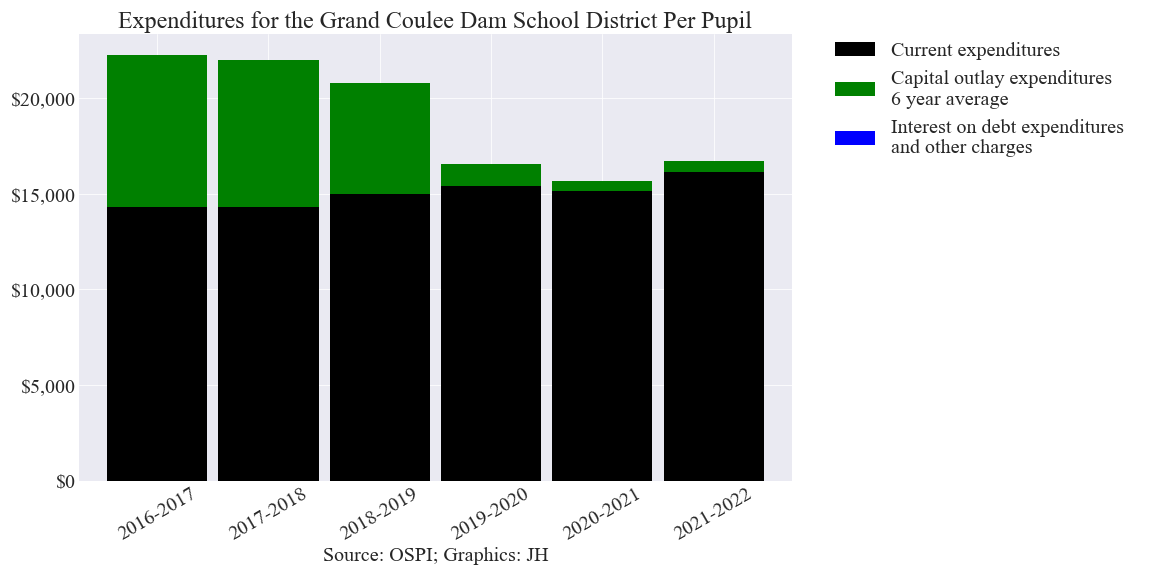 Expenditures for the Grand Coulee Dam School District Per Pupil
Current expenditures
Capital outlay expenditures
6 year average
Interest on debt expenditures
and other charges
$20,000
$15,000
$10,000
$5,000
$0
2016-2017
2017-2018
2018-2019
2019-2020
2020-2021
2021-2022
Source: OSPI; Graphics: JH